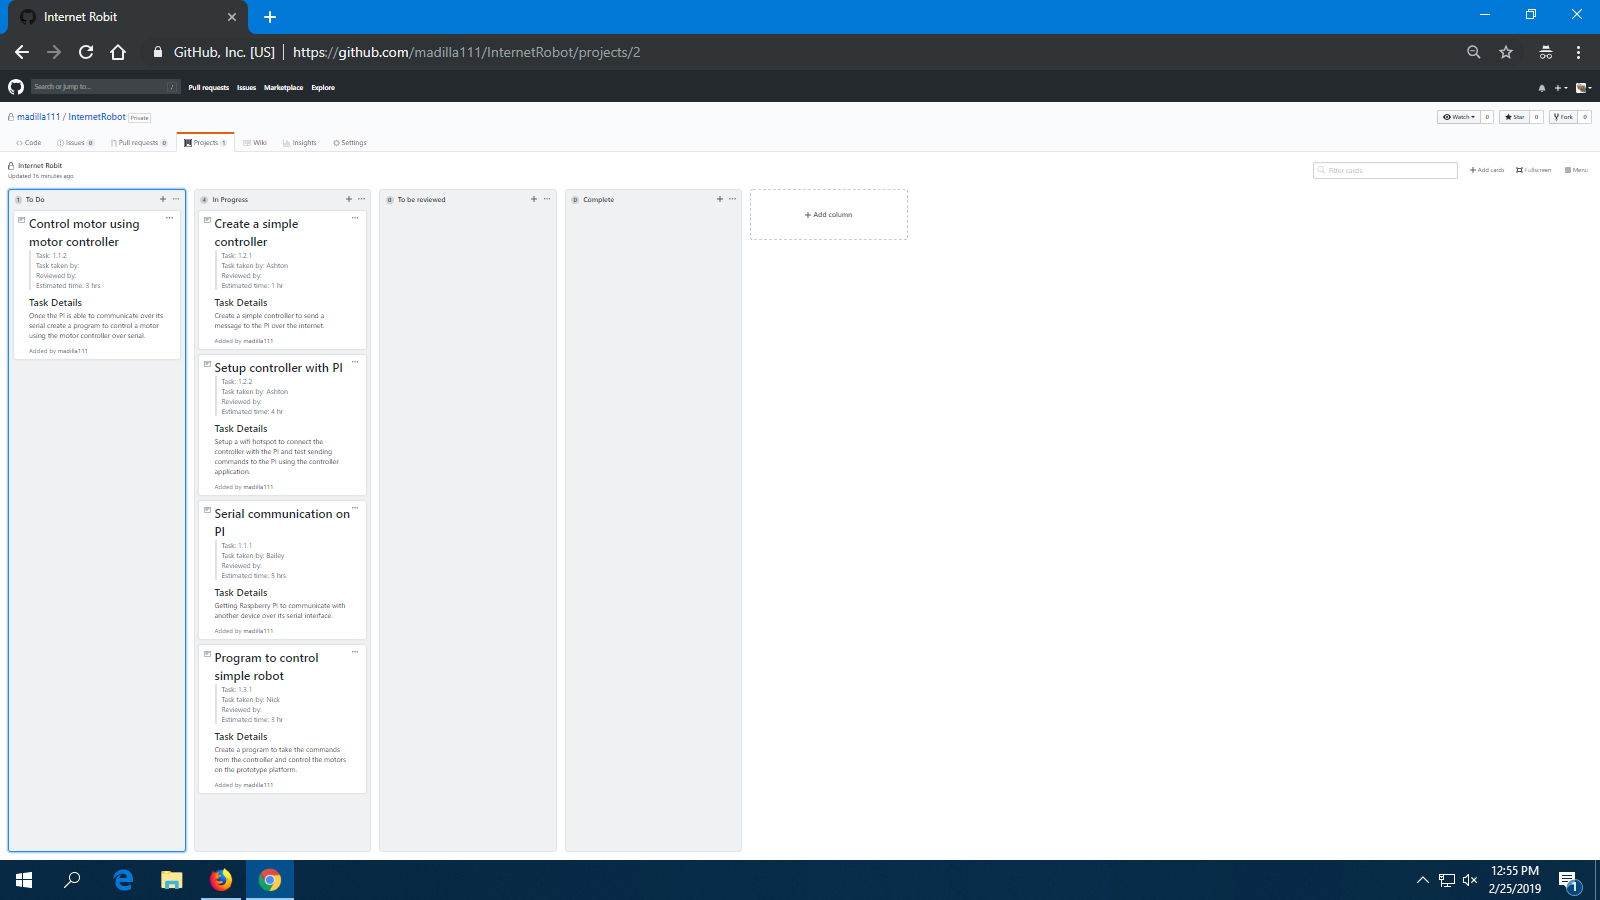 Internet Robit
GitHub, Inc. [US] | https://github.com/madilla111/InternetRobot/projects/2
Search or jump to... /
Pull requests Issues Marketplace Explore
madilla111 / InternetRobot Private
Watch 0 Star 0 Fork 0
Code Issues 0 Pull requests 0 Projects 1 Wiki Insights Settings
Internet Robit
Updated 16 minutes ago
Filter cards + Add cards Fullscreen Menu
1 To Do
Control motor using
motor controller
Task: 1.1.2
Task taken by:
Reviewed by:
Estimated time: 3 hrs
Task Details
Once the PI is able to communicate over its
serial create a program to control a motor
using the motor controller over serial.
Added by madilla111
4 In Progress
Create a simple
controller
Task: 1.2.1
Task taken by: Ashton
Reviewed by:
Estimated time: 1 hr
Task Details
Create a simple controller to send a
message to the PI over the internet.
Added by madilla111
Setup controller with PI
Task: 1.2.2
Task taken by: Ashton
Reviewed by:
Estimated time: 4 hr
Task Details
Setup a wifi hotspot to connect the
controller with the PI and test sending
commands to the PI using the controller
application.
Added by madilla111
Serial communication on
PI
Task: 1.1.1
Task taken by: Bailey
Reviewed by:
Estimated time: 5 hrs
Task Details
Getting Raspberry PI to communicate with
another device over its serial interface.
Added by madilla111
Program to control
simple robot
Task: 1.3.1
Task taken by: Nick
Reviewed by:
Estimated time: 3 hr
Task Details
Create a program to take the commands
from the controller and control the motors
on the prototype platform.
Added by madilla111
0 To be reviewed
0 Complete
+ Add column
12:55 PM
2/25/2019
1